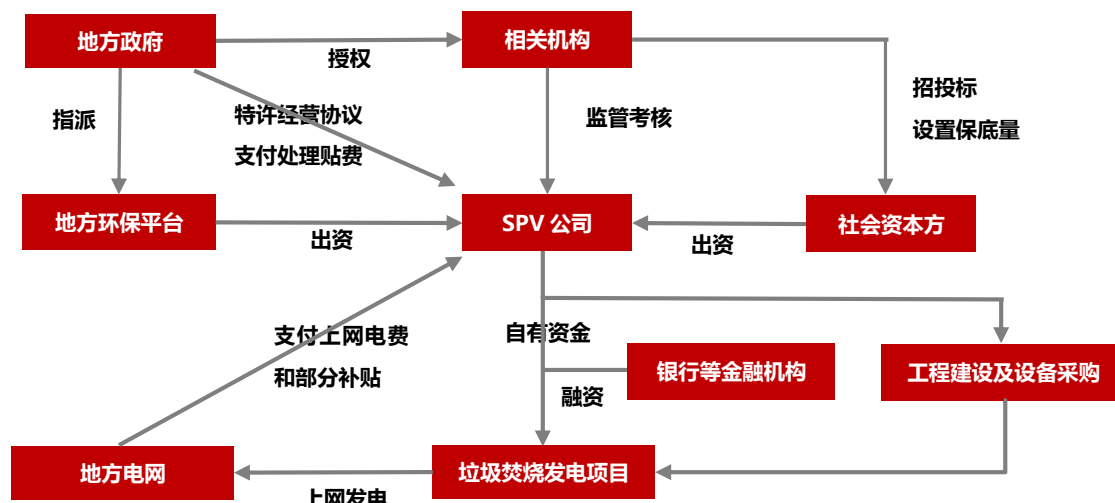 地方政府
授权
相关机构
指派
特许经营协议
支付处理贴费
监管考核
招投标
设置保底量
地方环保平台
出资
SPV 公司
出资
社会资本方
支付上网电费
和部分补贴
自有资金
融资
银行等金融机构
工程建设及设备采购
地方电网
上网发电
垃圾焚烧发电项目